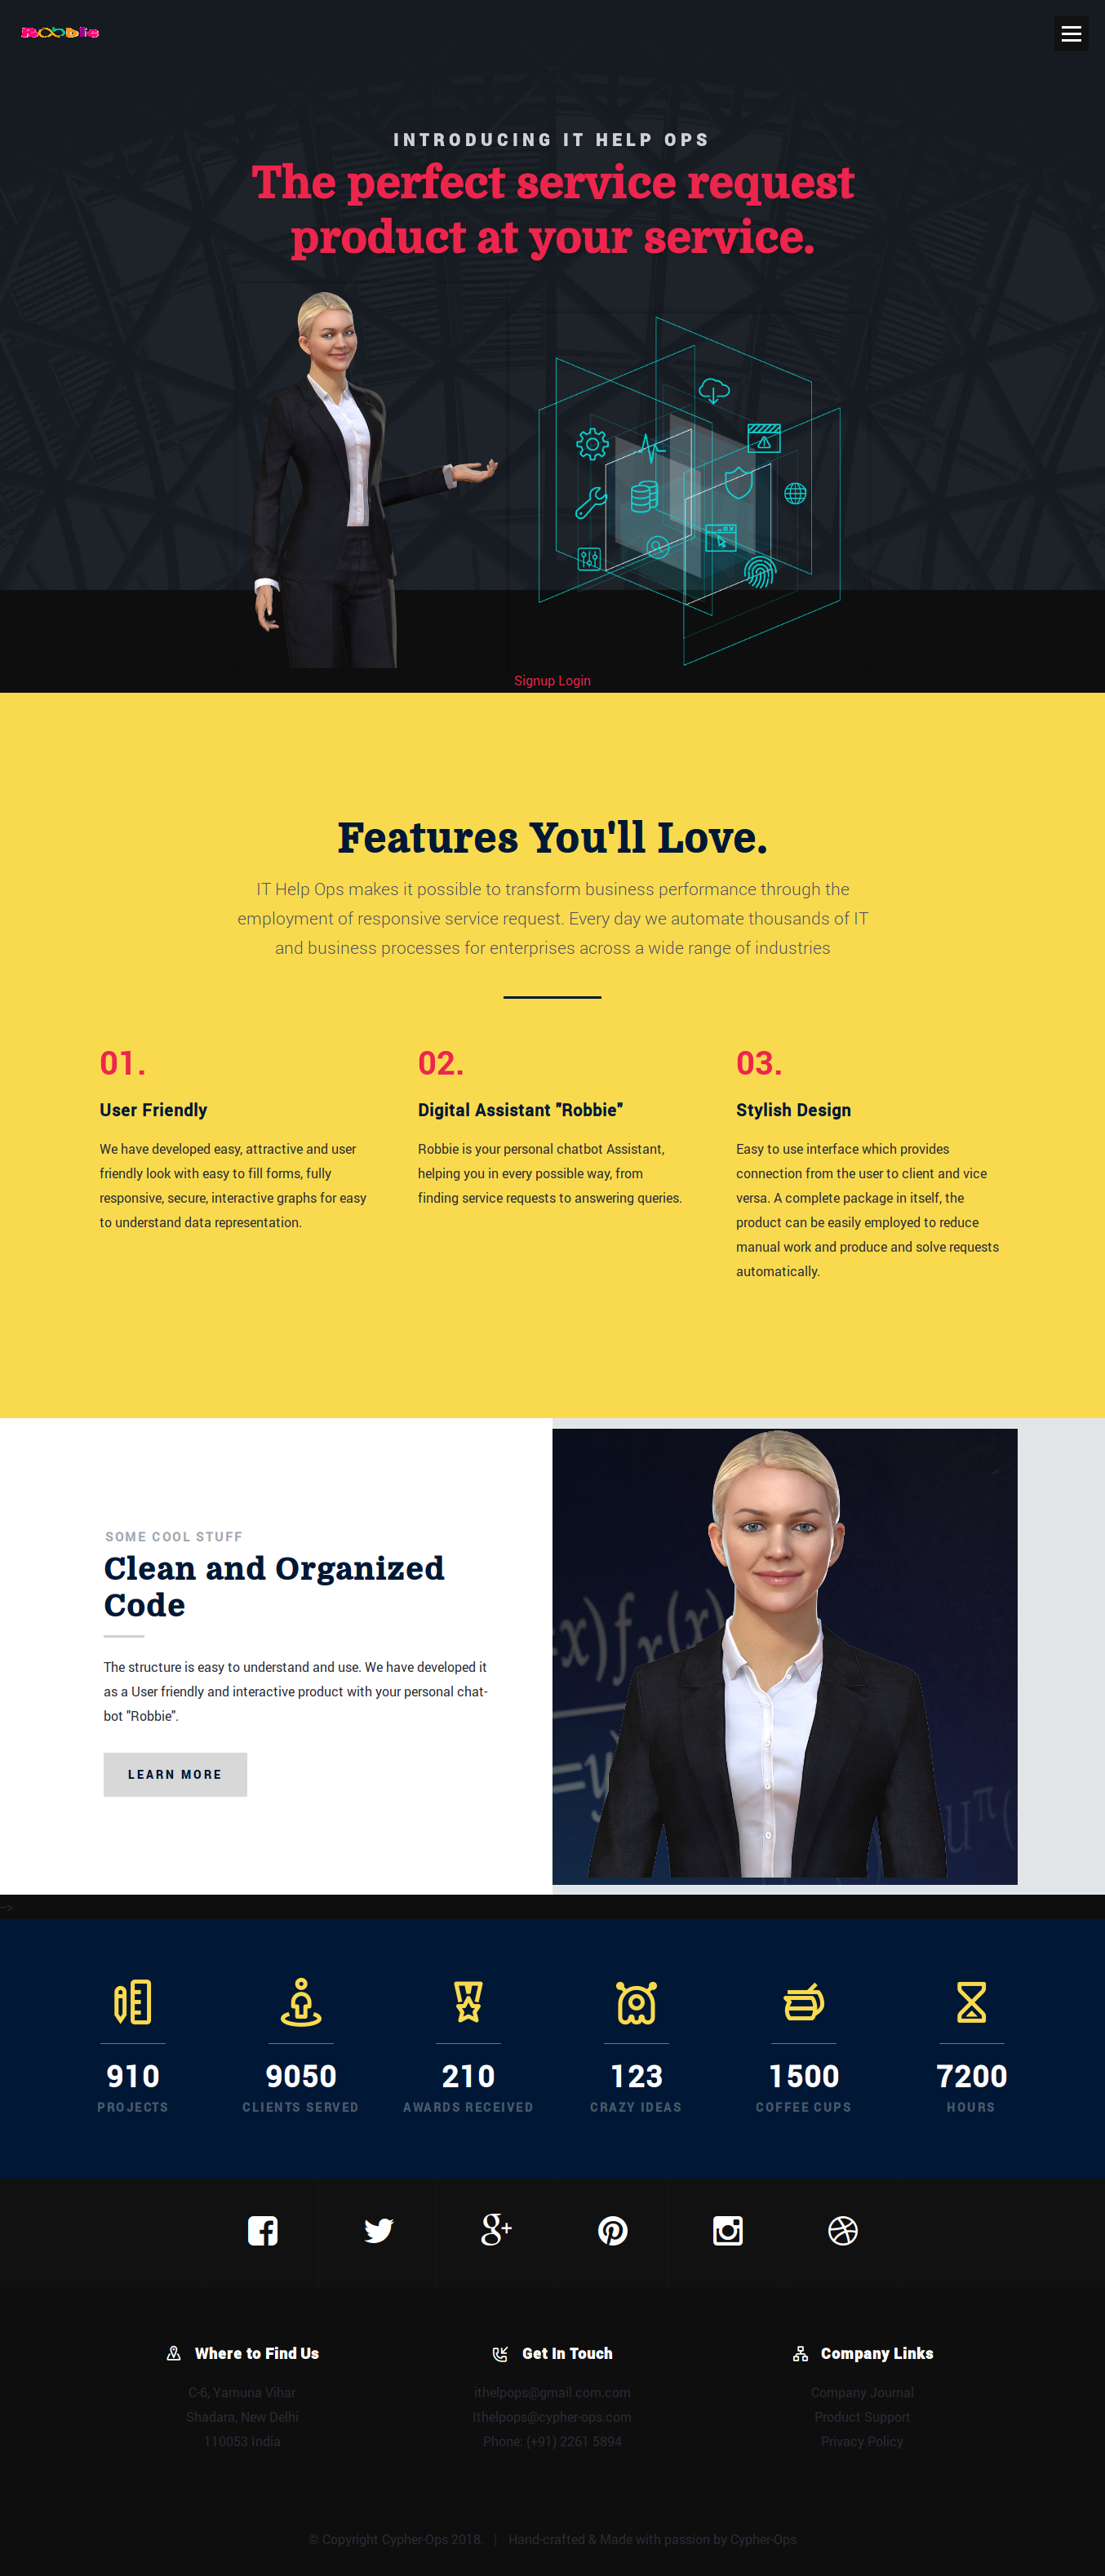 Robbie
INTRODUCING IT HELP OPS
The perfect service request
product at your service.
Signup Login
Features You'll Love.
IT Help Ops makes it possible to transform business performance through the
employment of responsive service request. Every day we automate thousands of IT
and business processes for enterprises across a wide range of industries
01.
User Friendly
We have developed easy, attractive and user
friendly look with easy to fill forms, fully
responsive, secure, interactive graphs for easy
to understand data representation.
02.
Digital Assistant "Robbie"
Robbie is your personal chatbot Assistant,
helping you in every possible way, from
finding service requests to answering queries.
03.
Stylish Design
Easy to use interface which provides
connection from the user to client and vice
versa. A complete package in itself, the
product can be easily employed to reduce
manual work and produce and solve requests
automatically.
SOME COOL STUFF
Clean and Organized
Code
The structure is easy to understand and use. We have developed it
as a User friendly and interactive product with your personal chat-
bot "Robbie".
LEARN MORE
-->
910
PROJECTS
9050
CLIENTS SERVED
210
AWARDS RECEIVED
123
CRAZY IDEAS
1500
COFFEE CUPS
7200
HOURS
Where to Find Us
C-6, Yamuna Vihar
Shadara, New Delhi
110053 India
Get In Touch
ithelpops@gmail.com.com
Ithelpops@cypher-ops.com
Phone: (+91) 2261 5894
Company Links
Company Journal
Product Support
Privacy Policy
© Copyright Cypher-Ops 2018. | Hand-crafted & Made with passion by Cypher-Ops